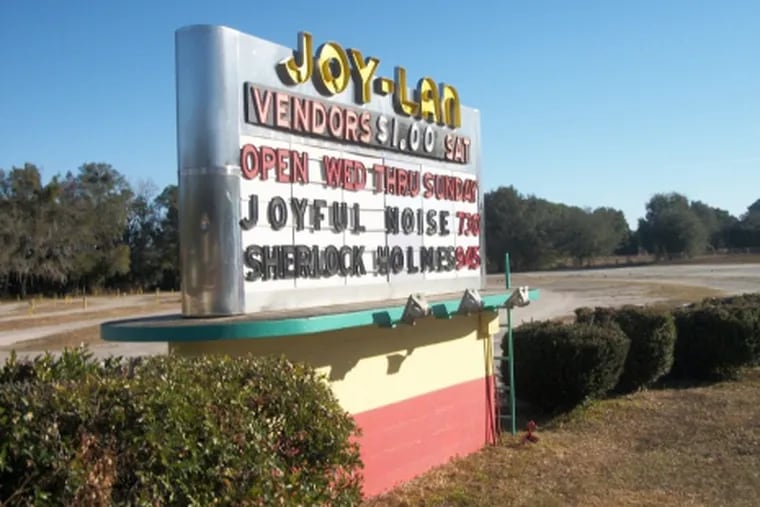 JOY-LAN
VENDORS $1.00 SAT
OPEN WED THRU SUNDAY
JOYFUL NOISE 730
SHERLOCK HOLMES 945